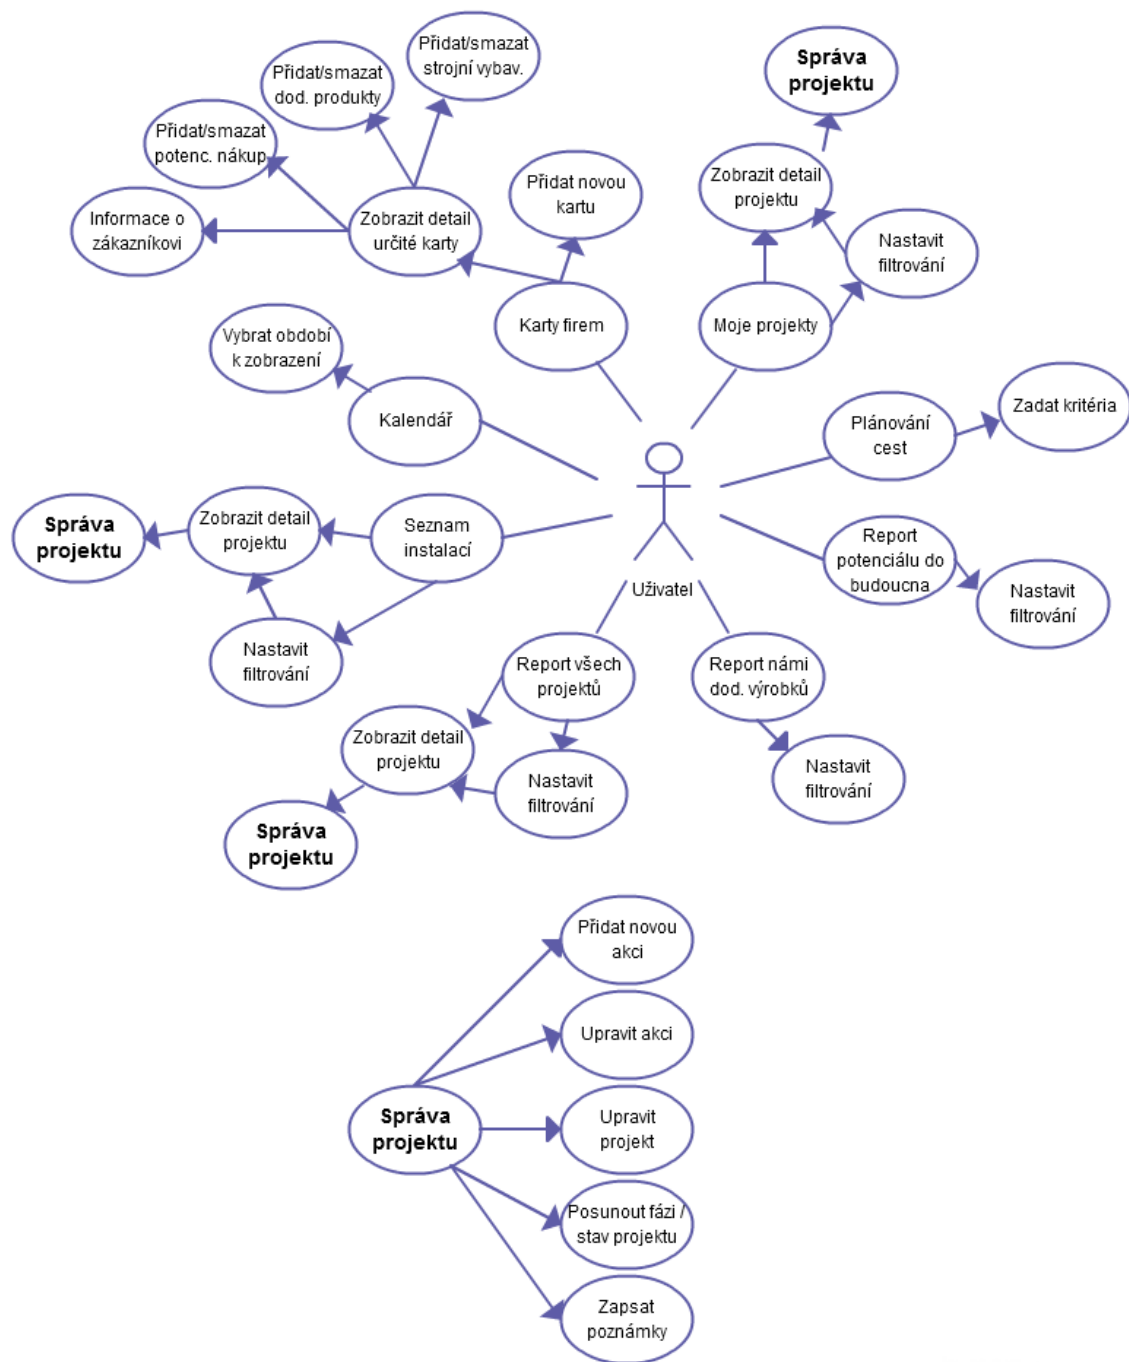 Přidat/smazat
strojní vybav.
Přidat/smazat
dod. produkty
Správa
projektu
Přidat/smazat
potenc. nákup
Přidat novou
kartu
Zobrazit detail
projektu
Informace o
zákazníkovi
Zobrazit detail
určité karty
Nastavit
filtrování
Karty firem
Moje projekty
Vybrat období
k zobrazení
Kalendář
Plánování
cest
Zadat kritéria
Správa
projektu
Zobrazit detail
projektu
Seznam
instalací
Report
potenciálu do
budoucna
Uživatel
Nastavit
filtrování
Nastavit
filtrování
Report všech
projektů
Report námi
dod. výrobků
Zobrazit detail
projektu
Nastavit
filtrování
Nastavit
filtrování
Správa
projektu
Přidat novou
akci
Upravit akci
Správa
projektu
Upravit
projekt
Posunout fázi /
stav projektu
Zapsat
poznámky